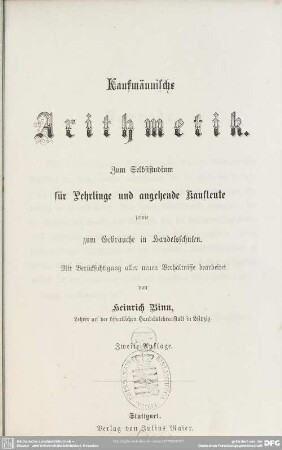 Kaufmännische
Arithmetik.
Zum Selbststudium
für Lehrlinge und angehende Kaufleute
sowie
zum Gebrauche in Handelsschulen.
Mit Berücksichtigung aller neuen Verhältnisse bearbeitet
von
Heinrich Binn,
Lehrer an der öffentlichen Handelslehranstalt in Leipzig.
Zweite Auflage.
Stuttgart.
Verlag von Julius Maier.
DFG